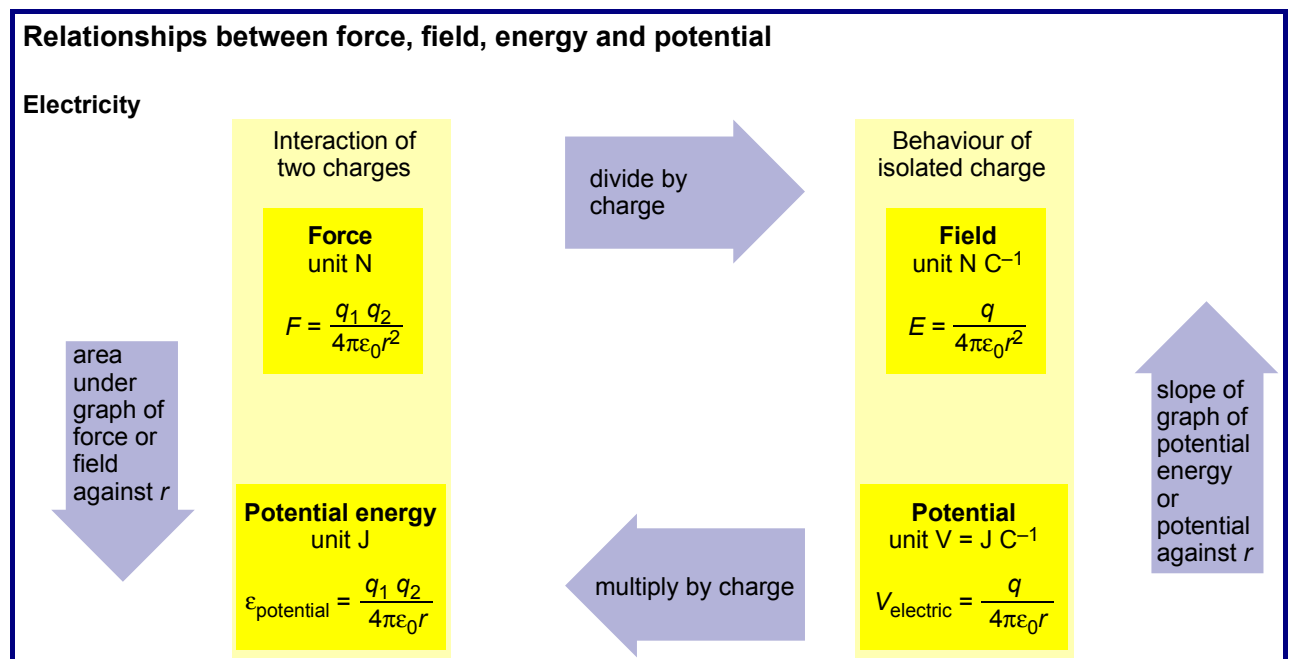 Relationships between force, field, energy and potential
Electricity
Interaction of
two charges
divide by
charge
Behaviour of
isolated charge
Force
unit N
F = q₁ q₂ / 4πε₀r²
Field
unit N C⁻¹
E = q / 4πε₀r²
area
under
graph of
force or
field
against r
slope of
graph of
potential
energy
or
potential
against r
Potential energy
unit J
ε_potential = q₁ q₂ / 4πε₀r
multiply by charge
Potential
unit V = J C⁻¹
V_electric = q / 4πε₀r